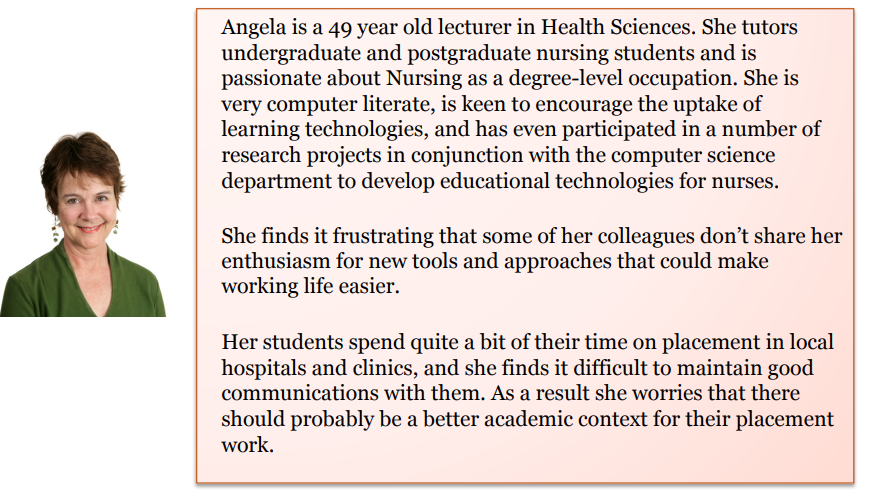 Angela is a 49 year old lecturer in Health Sciences. She tutors
undergraduate and postgraduate nursing students and is
passionate about Nursing as a degree-level occupation. She is
very computer literate, is keen to encourage the uptake of
learning technologies, and has even participated in a number of
research projects in conjunction with the computer science
department to develop educational technologies for nurses.
She finds it frustrating that some of her colleagues don’t share her
enthusiasm for new tools and approaches that could make
working life easier.
Her students spend quite a bit of their time on placement in local
hospitals and clinics, and she finds it difficult to maintain good
communications with them. As a result she worries that there
should probably be a better academic context for their placement
work.